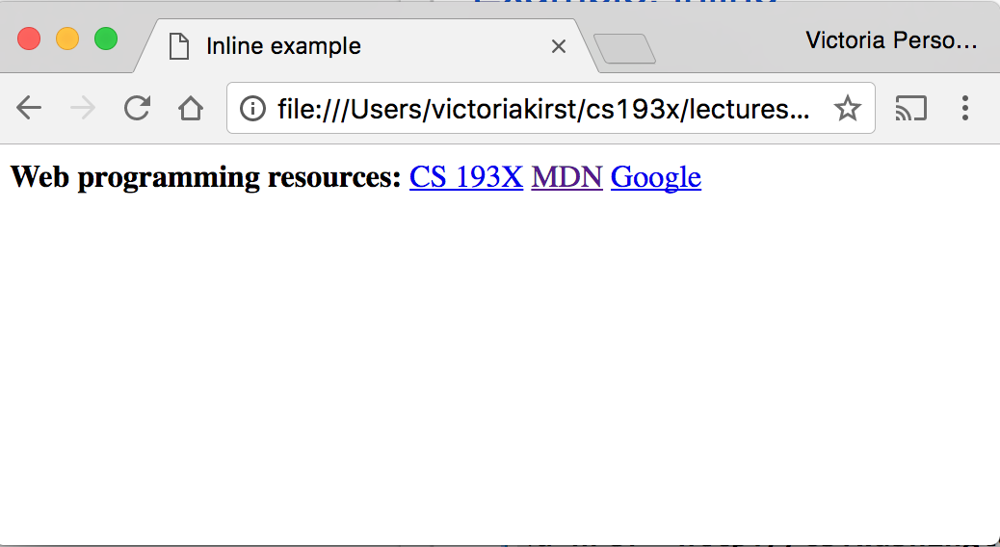 Inline example
Victoria Perso...
file:///Users/victoriakirst/cs193x/lectures...
Web programming resources: CS 193X MDN Google